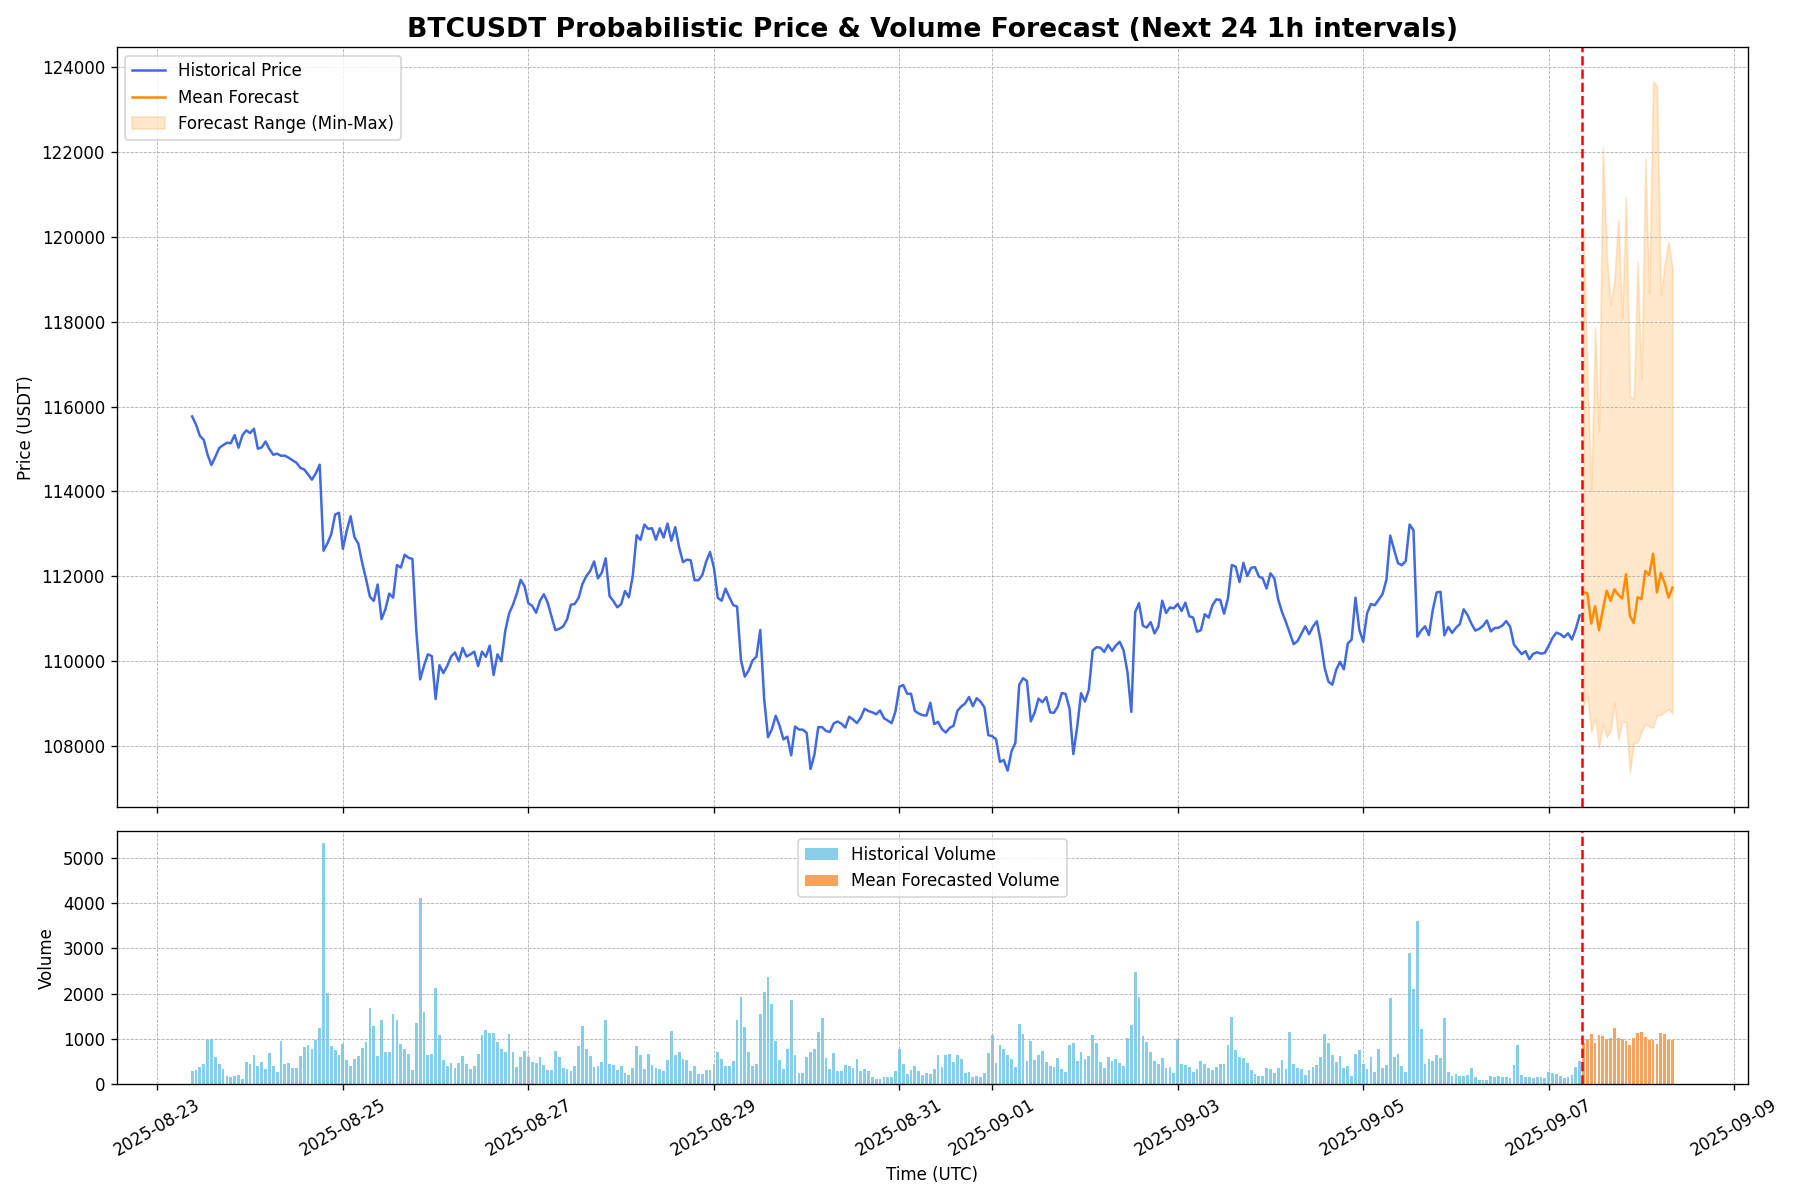 BTCUSDT Probabilistic Price & Volume Forecast (Next 24 1h intervals)
Historical Price
Mean Forecast
Forecast Range (Min-Max)
Price (USDT)
124000
122000
120000
118000
116000
114000
112000
110000
108000
Historical Volume
Mean Forecasted Volume
Volume
5000
4000
3000
2000
1000
0
2025-08-23
2025-08-25
2025-08-27
2025-08-29
2025-08-31
2025-09-01
2025-09-03
2025-09-05
2025-09-07
2025-09-09
Time (UTC)